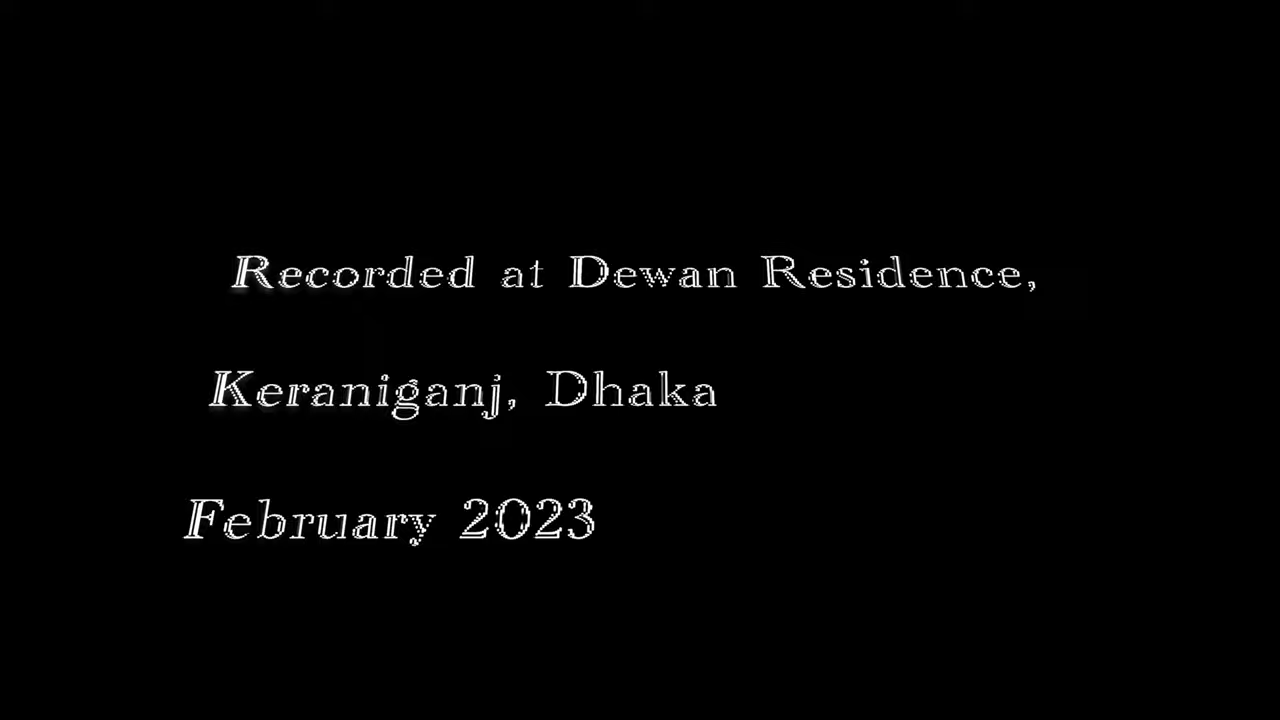 Recorded at Dewan Residence,
Keraniganj, Dhaka
February 2023